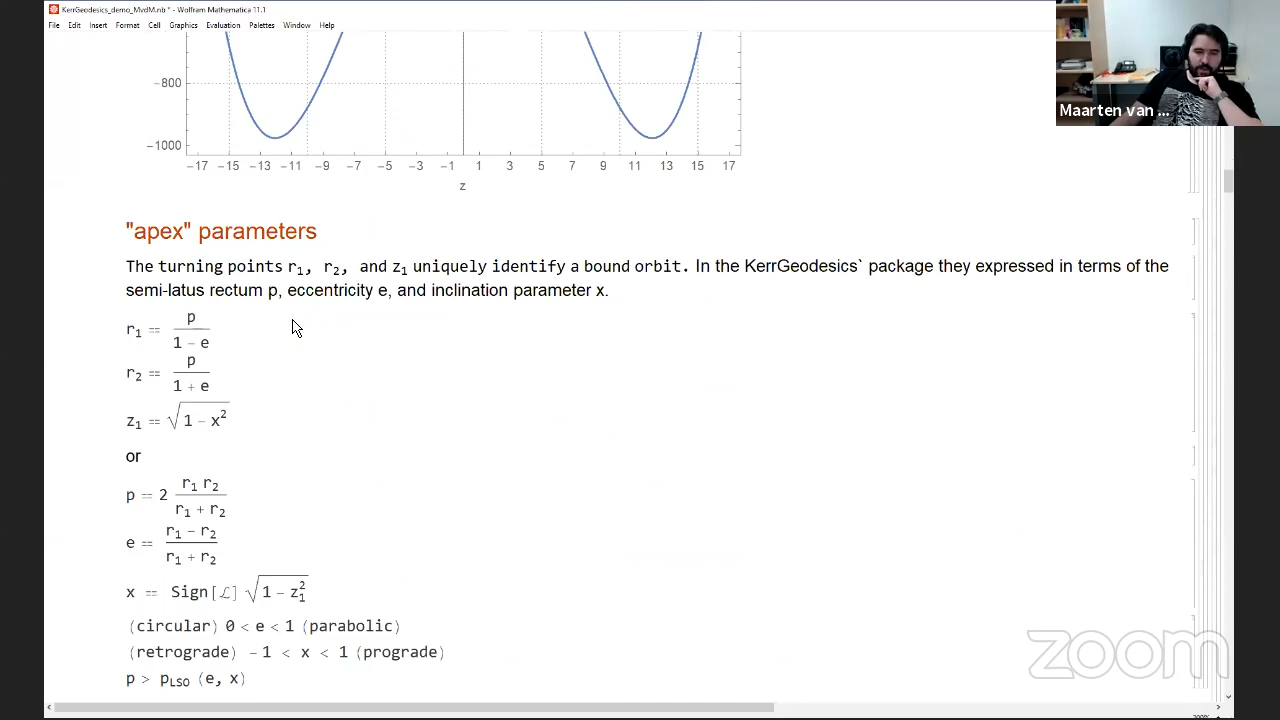 KerrGeodesics_demo_MvdM.nb * - Wolfram Mathematica 11.1
File Edit Insert Format Cell Graphics Evaluation Palettes Window Help
Maarten van ...
-800
-1000
-17 -15 -13 -11 -9 -7 -5 -3 -1 1 3 5 7 9 11 13 15 17
z
"apex" parameters
The turning points r₁, r₂, and z₁ uniquely identify a bound orbit. In the KerrGeodesics` package they expressed in terms of the
semi-latus rectum p, eccentricity e, and inclination parameter x.
r₁ == p / (1 - e)
r₂ == p / (1 + e)
z₁ == √(1 - x²)
or
p == 2 r₁ r₂ / (r₁ + r₂)
e == (r₁ - r₂) / (r₁ + r₂)
x == Sign[ℒ] √(1 - z₁²)
(circular) 0 < e < 1 (parabolic)
(retrograde) -1 < x < 1 (prograde)
p > p_LSO (e, x)
zoom
200%